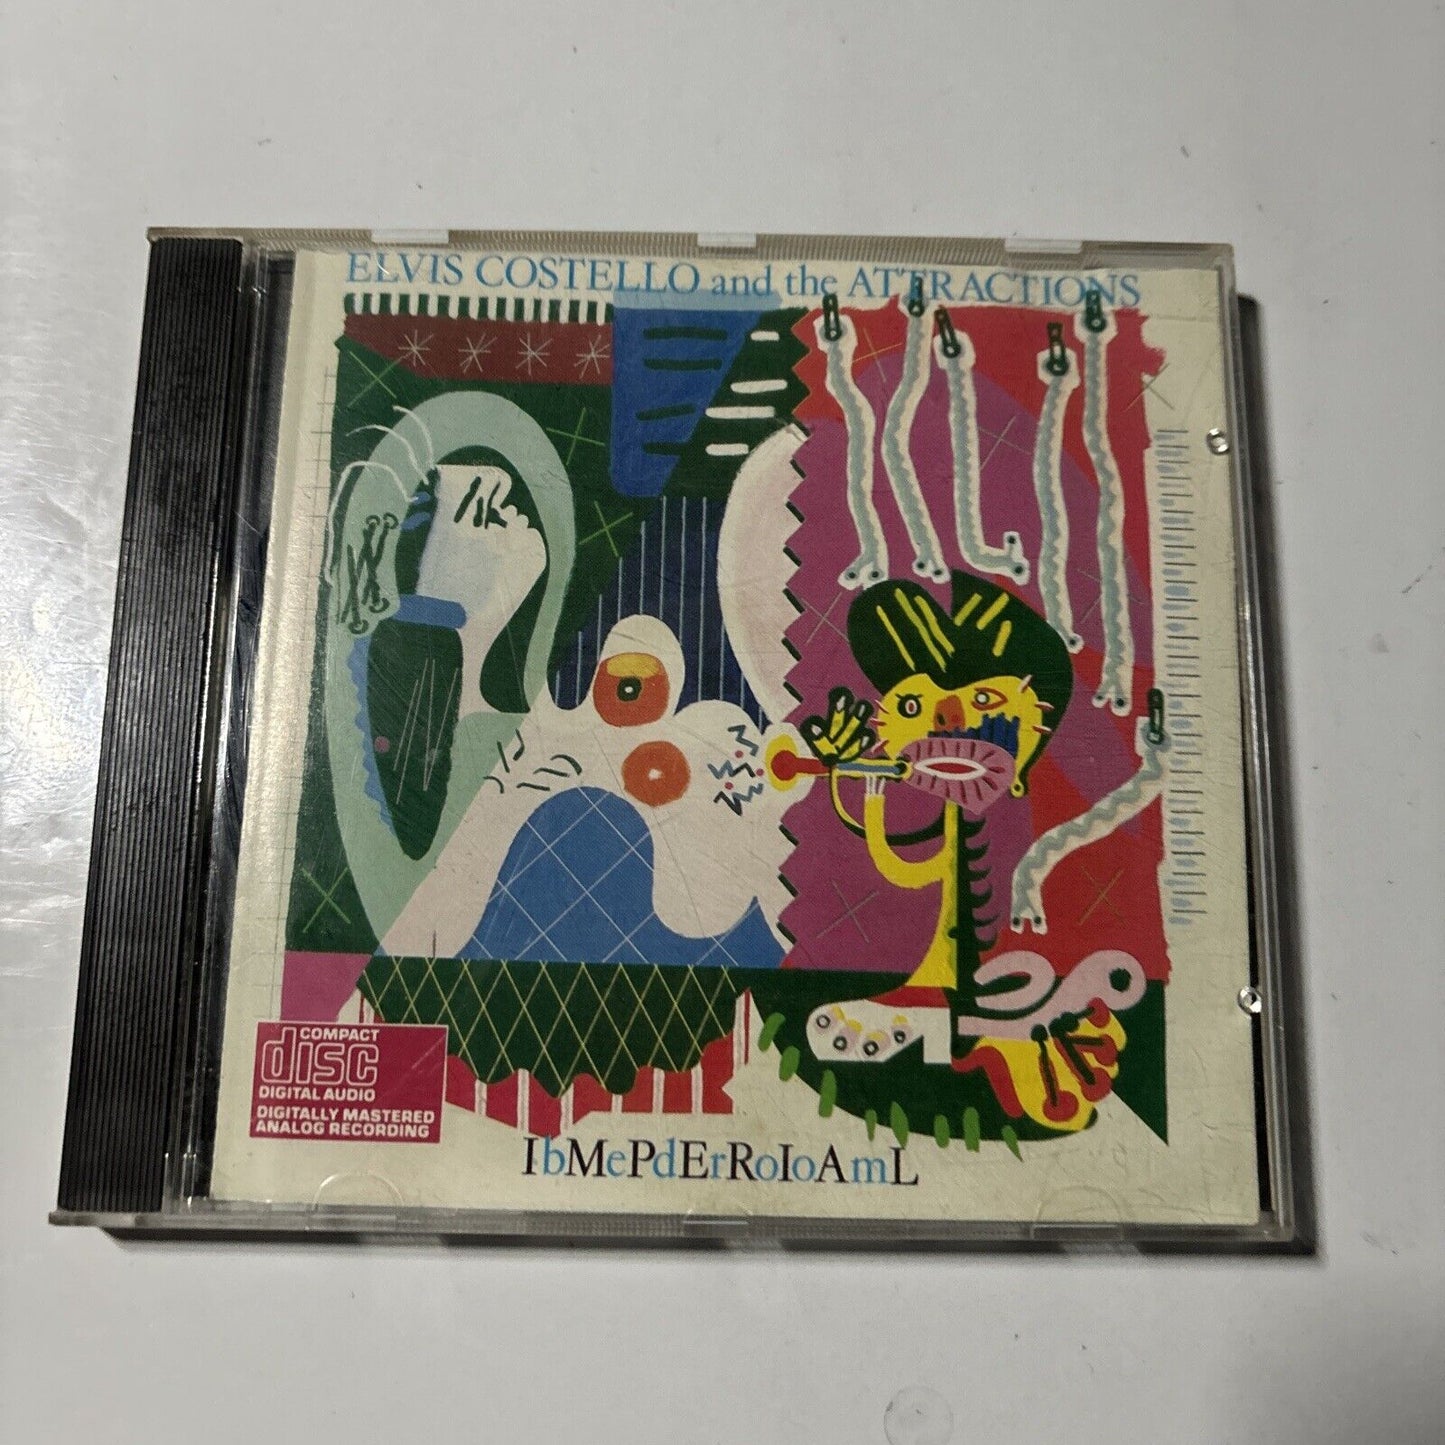 ELVIS COSTELLO and the ATTRACTIONS
COMPACT
disc
DIGITAL AUDIO
DIGITALLY MASTERED
ANALOG RECORDING
IbMePdErRoIoAmL